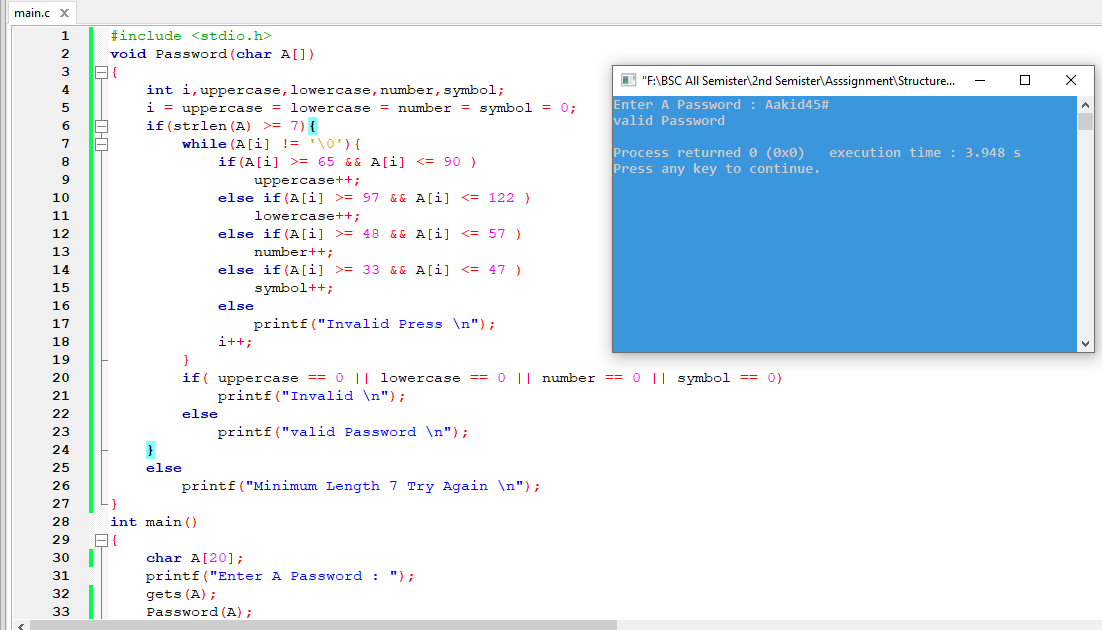 main.c
1 #include <stdio.h>
2 void Password(char A[])
3 {
4 int i,uppercase,lowercase,number,symbol;
5 i = uppercase = lowercase = number = symbol = 0;
6 if(strlen(A) >= 7){
7 while(A[i] != '\0'){
8 if(A[i] >= 65 && A[i] <= 90 )
9 uppercase++;
10 else if(A[i] >= 97 && A[i] <= 122 )
11 lowercase++;
12 else if(A[i] >= 48 && A[i] <= 57 )
13 number++;
14 else if(A[i] >= 33 && A[i] <= 47 )
15 symbol++;
16 else
17 printf("Invalid Press \n");
18 i++;
19 }
20 if( uppercase == 0 || lowercase == 0 || number == 0 || symbol == 0)
21 printf("Invalid \n");
22 else
23 printf("valid Password \n");
24 }
25 else
26 printf("Minimum Length 7 Try Again \n");
27 }
28 int main()
29 {
30 char A[20];
31 printf("Enter A Password : ");
32 gets(A);
33 Password(A);
"F:\BSC All Semister\2nd Semister\Asssignment\Structure...
Enter A Password : Aakid45#
valid Password
Process returned 0 (0x0) execution time : 3.948 s
Press any key to continue.